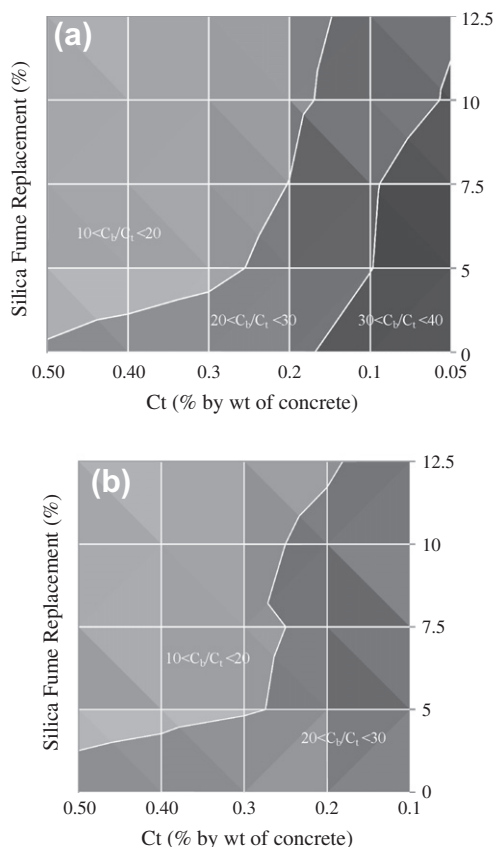 (a)
Silica Fume Replacement (%)
12.5
10
7.5
5
0
10<Cb/Ct <20
20<Cb/Ct <30
30<Cb/Ct <40
0.50 0.40 0.3 0.2 0.1 0.05
Ct (% by wt of concrete)
(b)
Silica Fume Replacement (%)
12.5
10
7.5
5
0
10<Cb/Ct <20
20<Cb/Ct <30
0.50 0.40 0.3 0.2 0.1
Ct (% by wt of concrete)